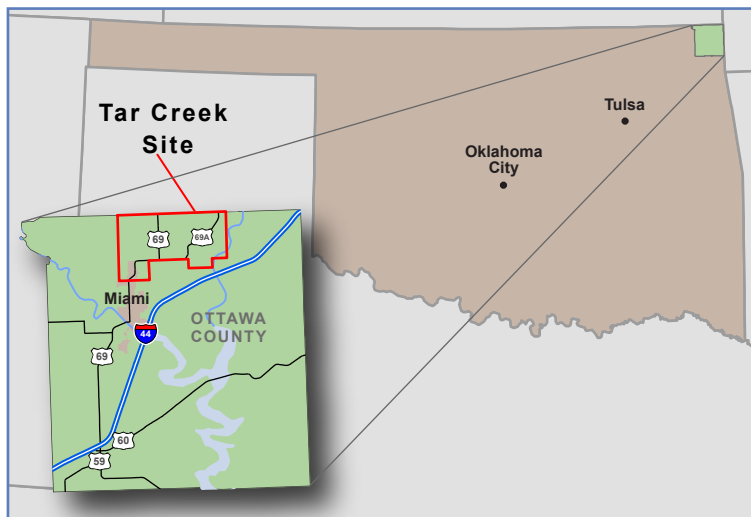 Tar Creek
Site
Tulsa
Oklahoma
City
69
69A
Miami
OTTAWA
COUNTY
44
69
60
59